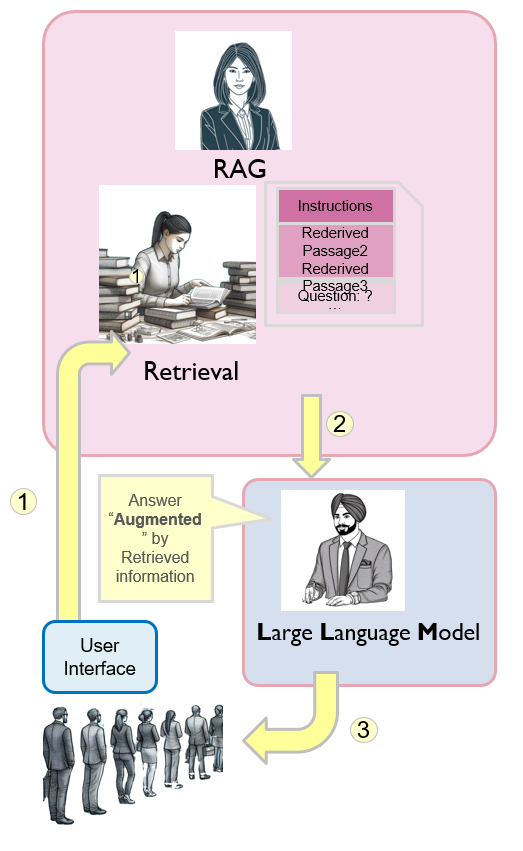 RAG
Instructions
Rederived
Passage2
Rederived
Passage3
Question: ?
...
1
Retrieval
2
1
Answer
“Augmented
” by
Retrieved
information
Large Language Model
User
Interface
3